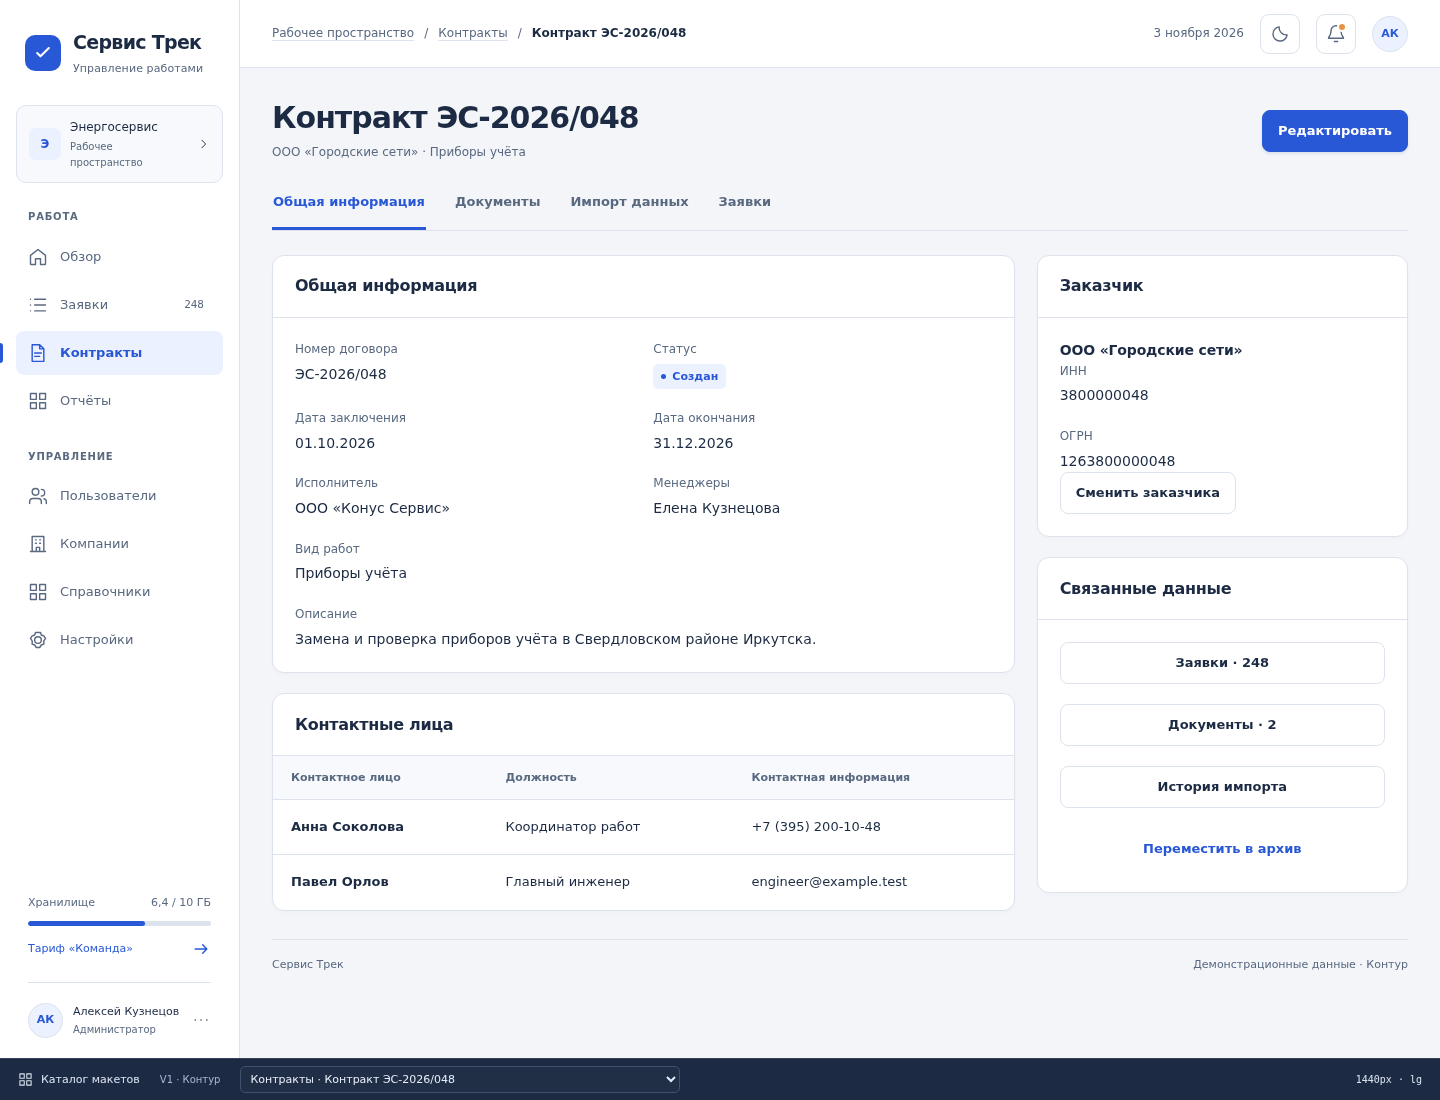 Сервис Трек
Управление работами
Э
Энергосервис
Рабочее
пространство
РАБОТА
Обзор
Заявки 248
Контракты
Отчёты
УПРАВЛЕНИЕ
Пользователи
Компании
Справочники
Настройки
Хранилище 6,4 / 10 ГБ
Тариф «Команда»
АК
Алексей Кузнецов
Администратор
...
Рабочее пространство / Контракты / Контракт ЭС-2026/048
3 ноября 2026
АК
Контракт ЭС-2026/048
ООО «Городские сети» · Приборы учёта
Редактировать
Общая информация Документы Импорт данных Заявки
Общая информация
Номер договора Статус
ЭС-2026/048 Создан
Дата заключения Дата окончания
01.10.2026 31.12.2026
Исполнитель Менеджеры
ООО «Конус Сервис» Елена Кузнецова
Вид работ
Приборы учёта
Описание
Замена и проверка приборов учёта в Свердловском районе Иркутска.
Контактные лица
Контактное лицо Должность Контактная информация
Анна Соколова Координатор работ +7 (395) 200-10-48
Павел Орлов Главный инженер engineer@example.test
Заказчик
ООО «Городские сети»
ИНН
3800000048
ОГРН
1263800000048
Сменить заказчика
Связанные данные
Заявки · 248
Документы · 2
История импорта
Переместить в архив
Сервис Трек
Демонстрационные данные · Контур
Каталог макетов V1 · Контур Контракты · Контракт ЭС-2026/048 1440px · lg